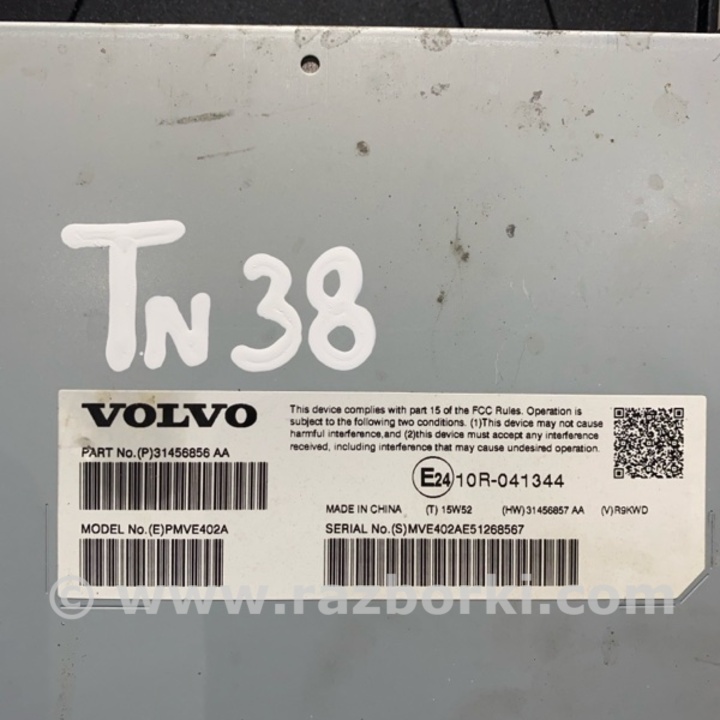 TN38
VOLVO
This device complies with part 15 of the FCC Rules. Operation is
subject to the following two conditions. (1)This device may not cause
harmful interference,and (2)this device must accept any interference
received, including interference that may cause undesired operation.
PART No.(P)31456856 AA
E24 10R-041344
MADE IN CHINA (T) 15W52 (HW)31456857 AA (V)R9KWD
MODEL No.(E)PMVE402A
SERIAL No.(S)MVE402AE51268567
© www.razborki.com